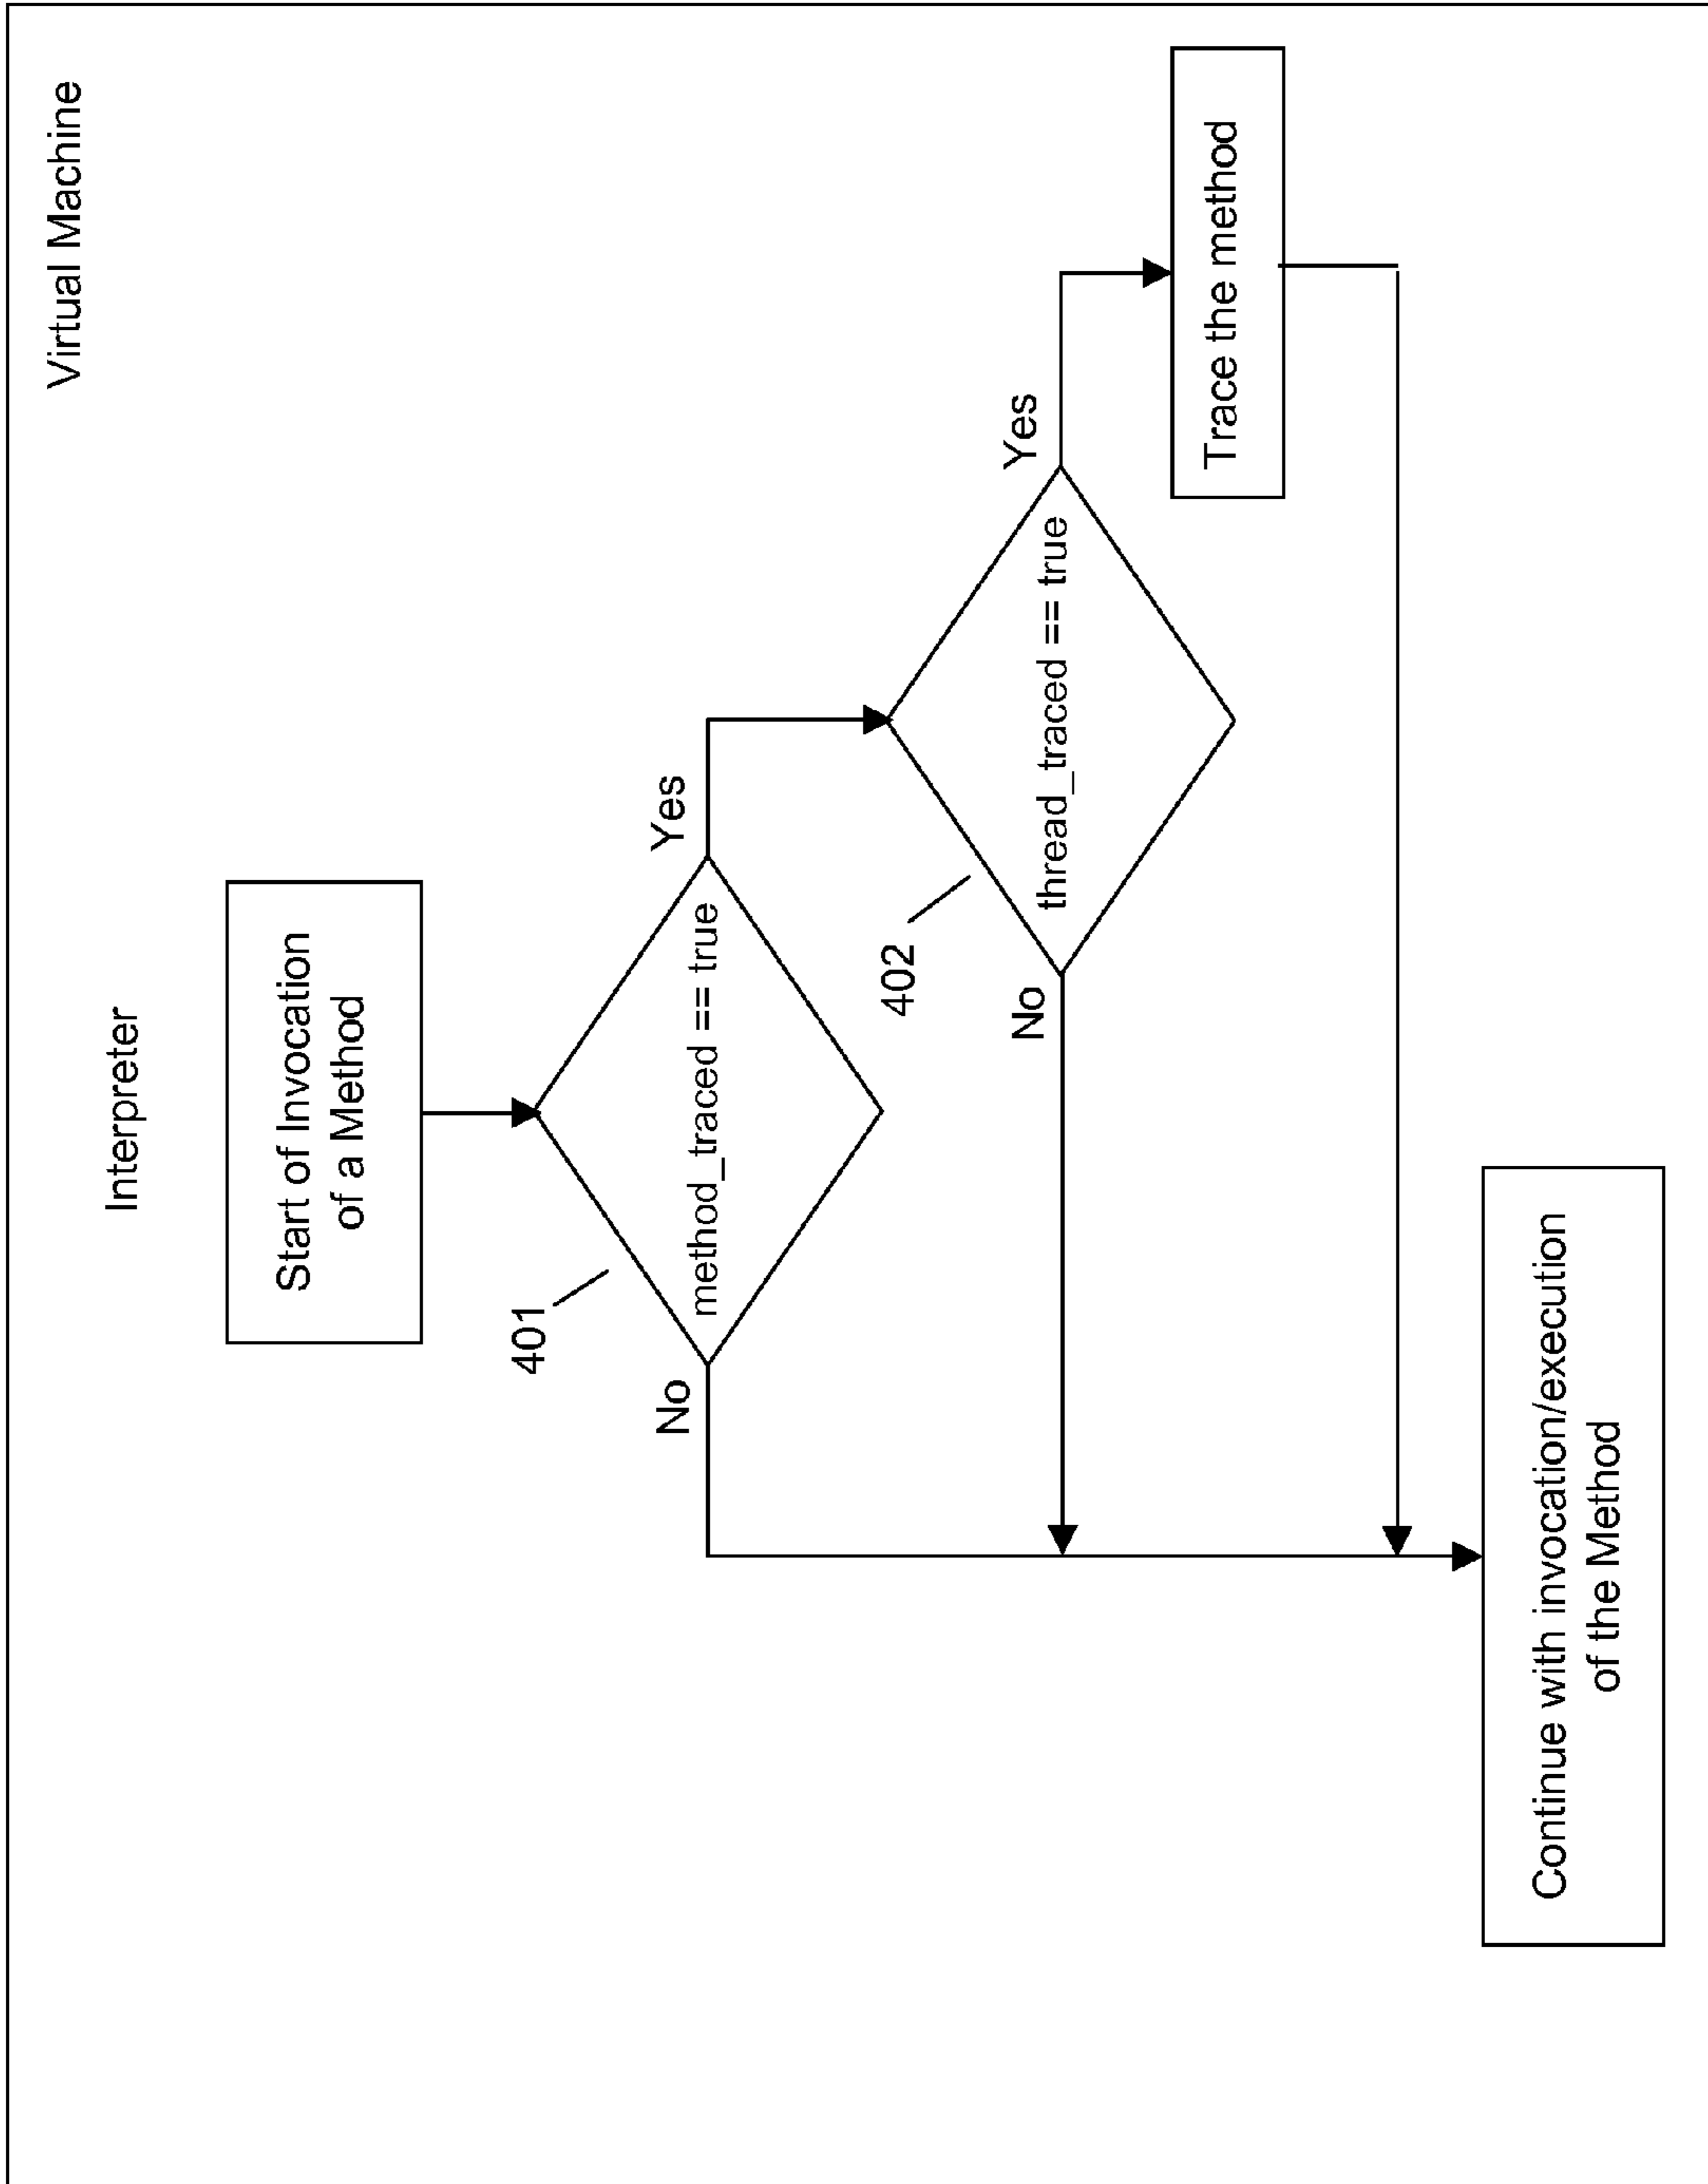 Virtual Machine
Interpreter
Start of Invocation
of a Method
401
method_traced == true
Yes
No
402
thread_traced == true
Yes
No
Trace the method
Continue with invocation/execution
of the Method